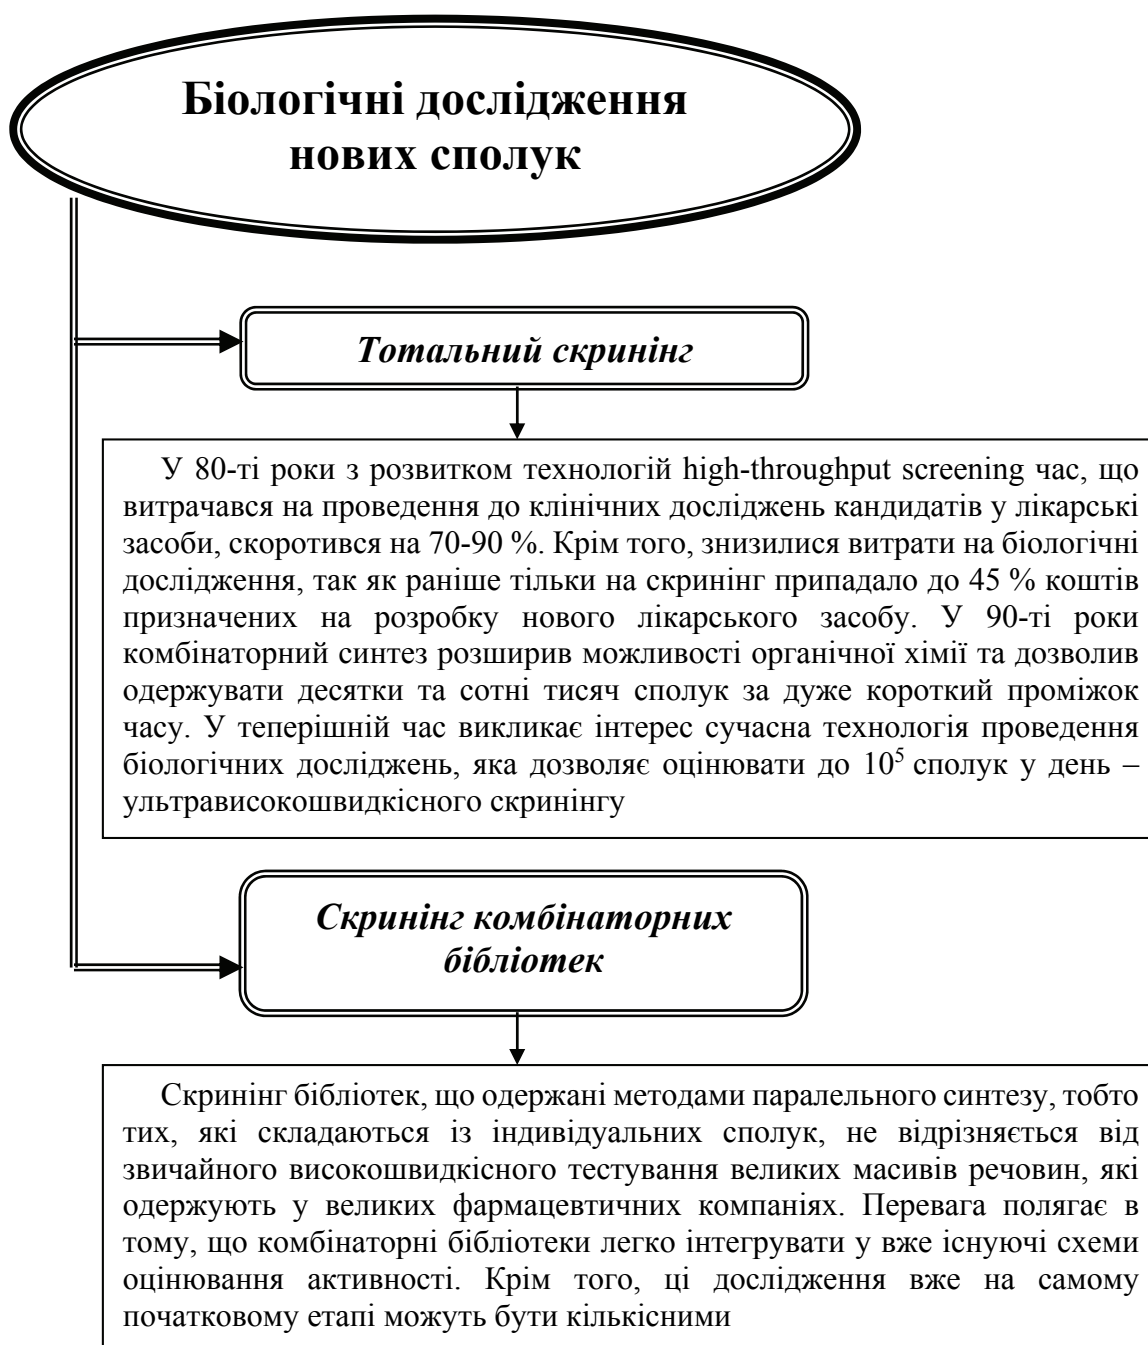 Біологічні дослідження
нових сполук
Тотальний скринінг
У 80-ті роки з розвитком технологій high-throughput screening час, що
витрачався на проведення до клінічних досліджень кандидатів у лікарські
засоби, скоротився на 70-90 %. Крім того, знизилися витрати на біологічні
дослідження, так як раніше тільки на скринінг припадало до 45 % коштів
призначених на розробку нового лікарського засобу. У 90-ті роки
комбінаторний синтез розширив можливості органічної хімії та дозволив
одержувати десятки та сотні тисяч сполук за дуже короткий проміжок
часу. У теперішній час викликає інтерес сучасна технологія проведення
біологічних досліджень, яка дозволяє оцінювати до 10⁵ сполук у день –
ультрависокошвидкісного скринінгу
Скринінг комбінаторних
бібліотек
Скринінг бібліотек, що одержані методами паралельного синтезу, тобто
тих, які складаються із індивідуальних сполук, не відрізняється від
звичайного високошвидкісного тестування великих масивів речовин, які
одержують у великих фармацевтичних компаніях. Перевага полягає в
тому, що комбінаторні бібліотеки легко інтегрувати у вже існуючі схеми
оцінювання активності. Крім того, ці дослідження вже на самому
початковому етапі можуть бути кількісними